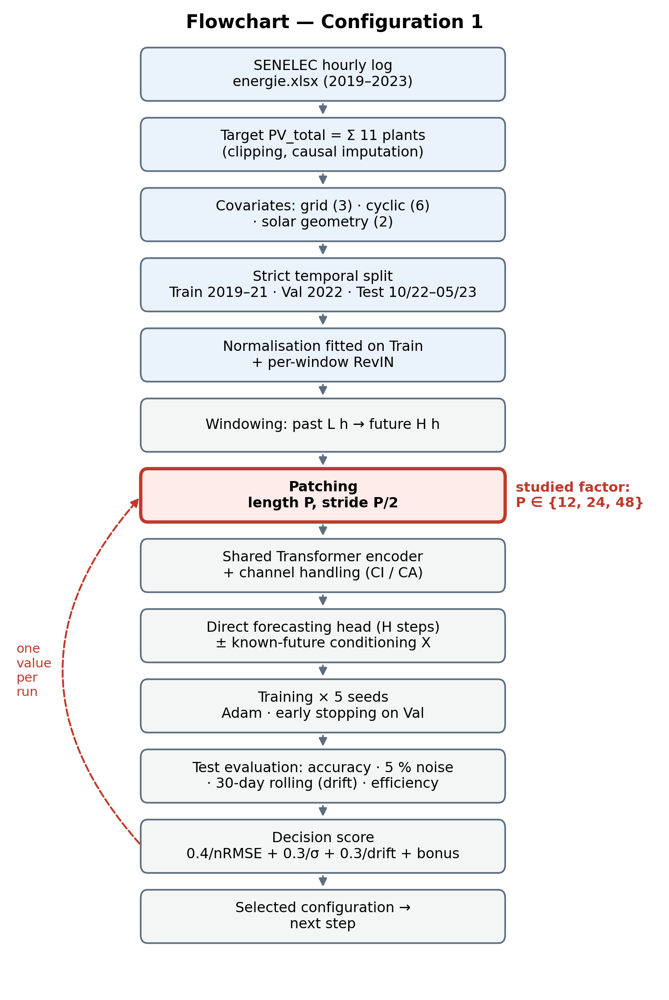 Flowchart — Configuration 1
SENELEC hourly log
energie.xlsx (2019–2023)
Target PV_total = Σ 11 plants
(clipping, causal imputation)
Covariates: grid (3) · cyclic (6)
· solar geometry (2)
Strict temporal split
Train 2019–21 · Val 2022 · Test 10/22–05/23
Normalisation fitted on Train
+ per-window RevIN
Windowing: past L h → future H h
Patching
length P, stride P/2
studied factor:
P ∈ {12, 24, 48}
Shared Transformer encoder
+ channel handling (CI / CA)
Direct forecasting head (H steps)
± known-future conditioning X
one
value
per
run
Training × 5 seeds
Adam · early stopping on Val
Test evaluation: accuracy · 5 % noise
· 30-day rolling (drift) · efficiency
Decision score
0.4/nRMSE + 0.3/σ + 0.3/drift + bonus
Selected configuration →
next step